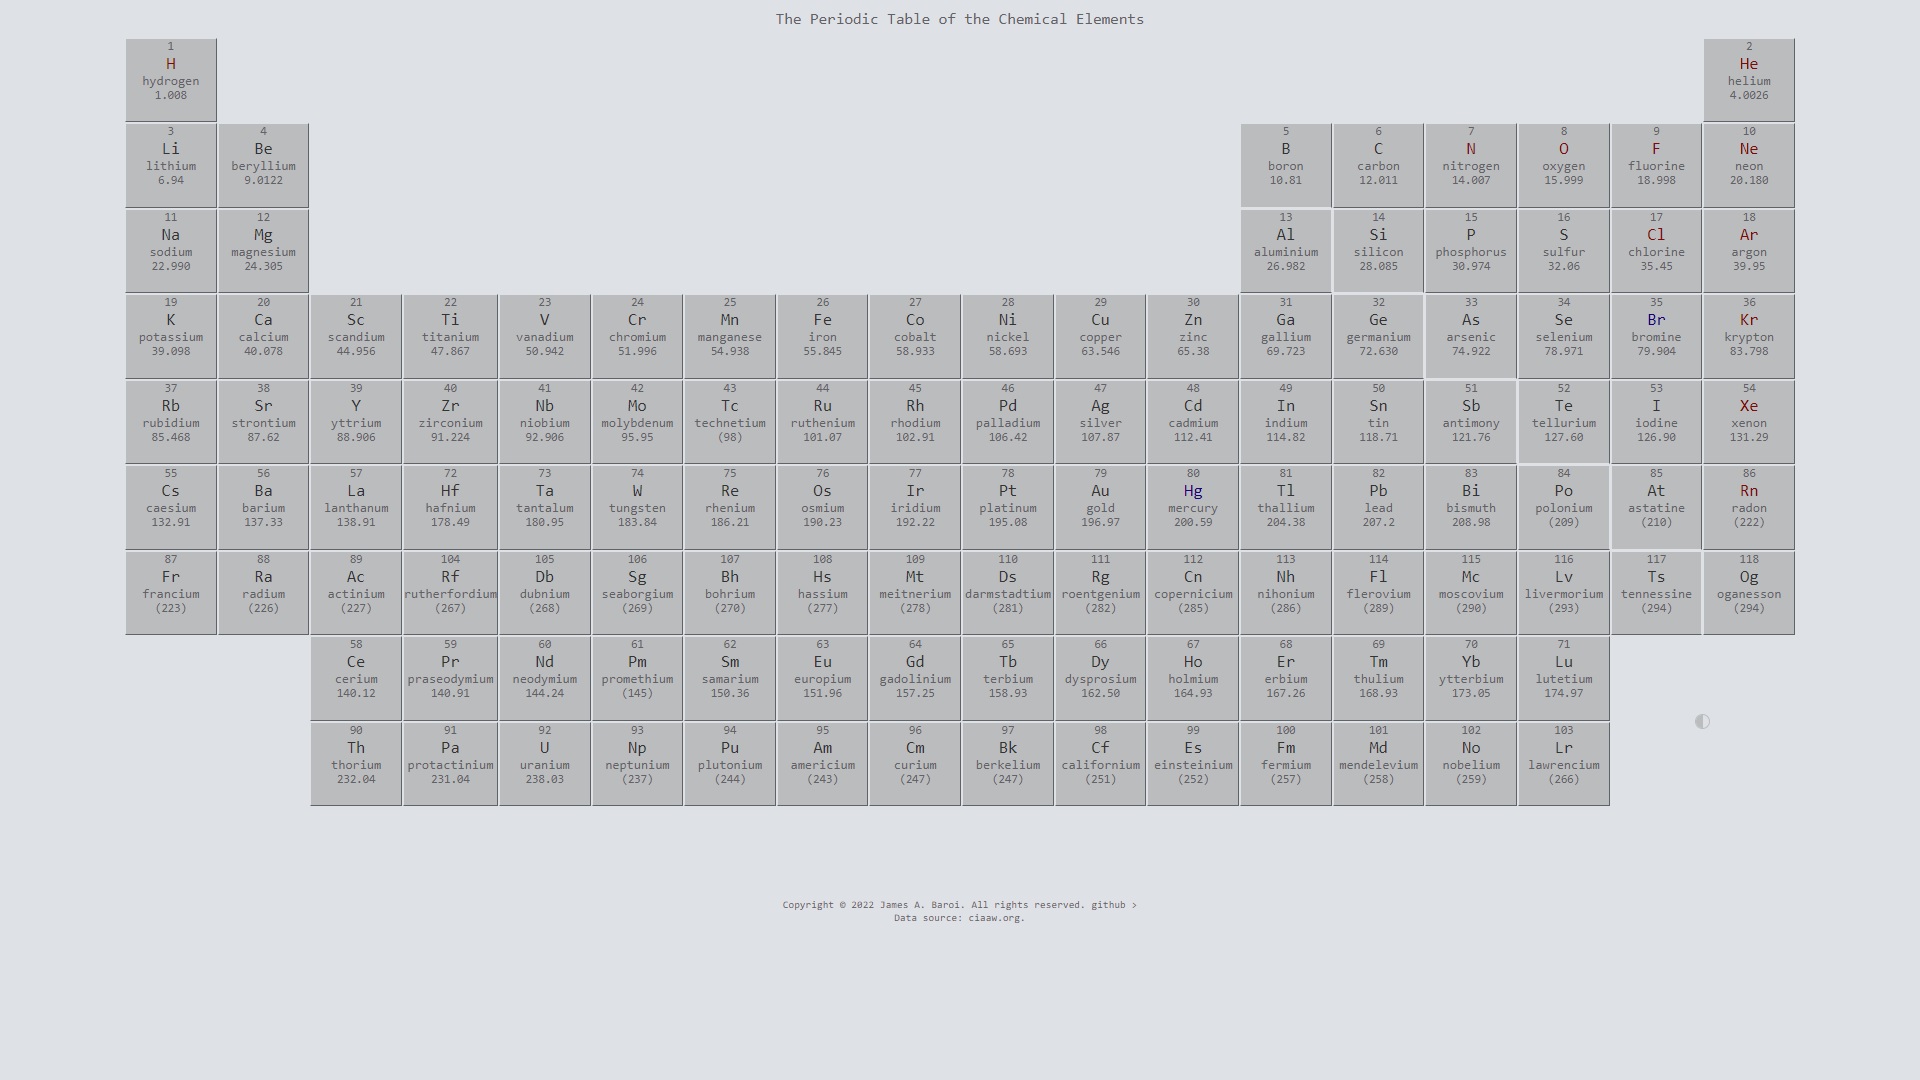 The Periodic Table of the Chemical Elements
1 2
H He
hydrogen helium
1.008 4.0026
3 4 5 6 7 8 9 10
Li Be B C N O F Ne
lithium beryllium boron carbon nitrogen oxygen fluorine neon
6.94 9.0122 10.81 12.011 14.007 15.999 18.998 20.180
11 12 13 14 15 16 17 18
Na Mg Al Si P S Cl Ar
sodium magnesium aluminium silicon phosphorus sulfur chlorine argon
22.990 24.305 26.982 28.085 30.974 32.06 35.45 39.95
19 20 21 22 23 24 25 26 27 28 29 30 31 32 33 34 35 36
K Ca Sc Ti V Cr Mn Fe Co Ni Cu Zn Ga Ge As Se Br Kr
potassium calcium scandium titanium vanadium chromium manganese iron cobalt nickel copper zinc gallium germanium arsenic selenium bromine krypton
39.098 40.078 44.956 47.867 50.942 51.996 54.938 55.845 58.933 58.693 63.546 65.38 69.723 72.630 74.922 78.971 79.904 83.798
37 38 39 40 41 42 43 44 45 46 47 48 49 50 51 52 53 54
Rb Sr Y Zr Nb Mo Tc Ru Rh Pd Ag Cd In Sn Sb Te I Xe
rubidium strontium yttrium zirconium niobium molybdenum technetium ruthenium rhodium palladium silver cadmium indium tin antimony tellurium iodine xenon
85.468 87.62 88.906 91.224 92.906 95.95 (98) 101.07 102.91 106.42 107.87 112.41 114.82 118.71 121.76 127.60 126.90 131.29
55 56 57 72 73 74 75 76 77 78 79 80 81 82 83 84 85 86
Cs Ba La Hf Ta W Re Os Ir Pt Au Hg Tl Pb Bi Po At Rn
caesium barium lanthanum hafnium tantalum tungsten rhenium osmium iridium platinum gold mercury thallium lead bismuth polonium astatine radon
132.91 137.33 138.91 178.49 180.95 183.84 186.21 190.23 192.22 195.08 196.97 200.59 204.38 207.2 208.98 (209) (210) (222)
87 88 89 104 105 106 107 108 109 110 111 112 113 114 115 116 117 118
Fr Ra Ac Rf Db Sg Bh Hs Mt Ds Rg Cn Nh Fl Mc Lv Ts Og
francium radium actinium rutherfordium dubnium seaborgium bohrium hassium meitnerium darmstadtium roentgenium copernicium nihonium flerovium moscovium livermorium tennessine oganesson
(223) (226) (227) (267) (268) (269) (270) (277) (278) (281) (282) (285) (286) (289) (290) (293) (294) (294)
58 59 60 61 62 63 64 65 66 67 68 69 70 71
Ce Pr Nd Pm Sm Eu Gd Tb Dy Ho Er Tm Yb Lu
cerium praseodymium neodymium promethium samarium europium gadolinium terbium dysprosium holmium erbium thulium ytterbium lutetium
140.12 140.91 144.24 (145) 150.36 151.96 157.25 158.93 162.50 164.93 167.26 168.93 173.05 174.97
90 91 92 93 94 95 96 97 98 99 100 101 102 103
Th Pa U Np Pu Am Cm Bk Cf Es Fm Md No Lr
thorium protactinium uranium neptunium plutonium americium curium berkelium californium einsteinium fermium mendelevium nobelium lawrencium
232.04 231.04 238.03 (237) (244) (243) (247) (247) (251) (252) (257) (258) (259) (266)
Copyright © 2022 James A. Baroi. All rights reserved. github >
Data source: ciaaw.org.